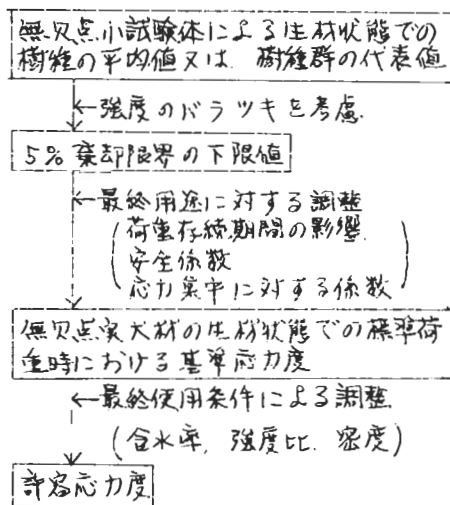 無欠点小試験体による生材状態での
樹種の平均値又は、樹種群の代表値
←強度のバラツキを考慮
5%棄却限界の下限値
←最終用途に対する調整
(荷重存続期間の影響
安全係数
応力集中に対する係数)
無欠点実大材の生材状態での標準荷
重時における基準応力度
←最終使用条件による調整
(含水率, 強度比, 密度)
許容応力度